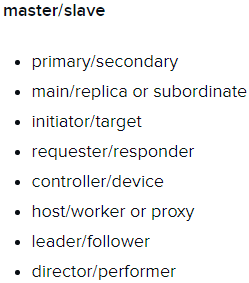 master/slave
• primary/secondary
• main/replica or subordinate
• initiator/target
• requester/responder
• controller/device
• host/worker or proxy
• leader/follower
• director/performer